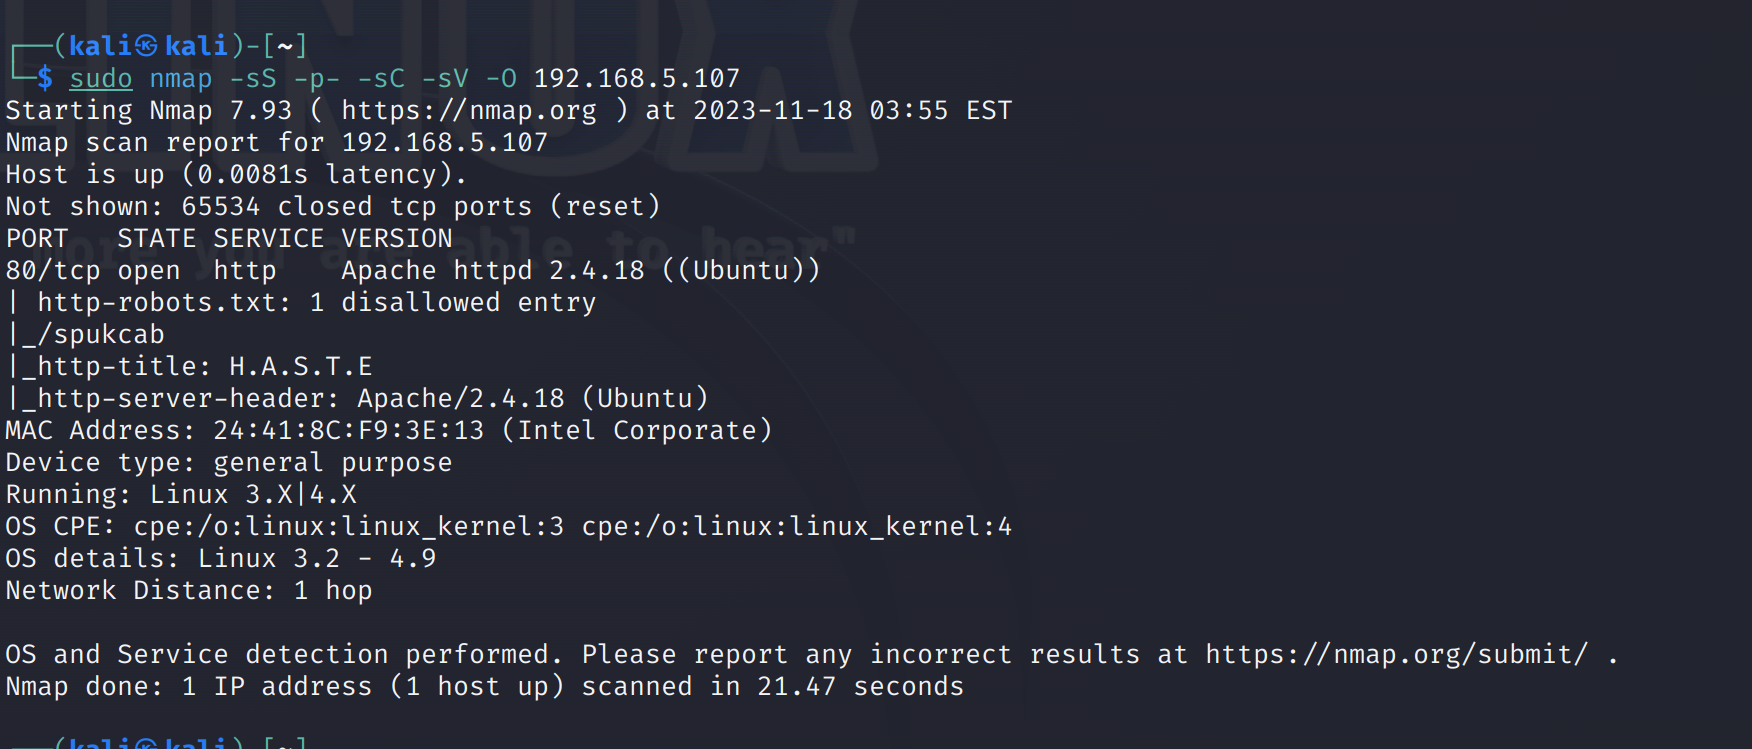 ┌──(kali㉿kali)-[~]
└─$ sudo nmap -sS -p- -sC -sV -O 192.168.5.107
Starting Nmap 7.93 ( https://nmap.org ) at 2023-11-18 03:55 EST
Nmap scan report for 192.168.5.107
Host is up (0.0081s latency).
Not shown: 65534 closed tcp ports (reset)
PORT   STATE SERVICE VERSION
more you are able to hear"
80/tcp open  http    Apache httpd 2.4.18 ((Ubuntu))
| http-robots.txt: 1 disallowed entry
|_/spukcab
|_http-title: H.A.S.T.E
|_http-server-header: Apache/2.4.18 (Ubuntu)
MAC Address: 24:41:8C:F9:3E:13 (Intel Corporate)
Device type: general purpose
Running: Linux 3.X|4.X
OS CPE: cpe:/o:linux:linux_kernel:3 cpe:/o:linux:linux_kernel:4
OS details: Linux 3.2 - 4.9
Network Distance: 1 hop
OS and Service detection performed. Please report any incorrect results at https://nmap.org/submit/ .
Nmap done: 1 IP address (1 host up) scanned in 21.47 seconds
┌──(kali㉿kali)-[~]